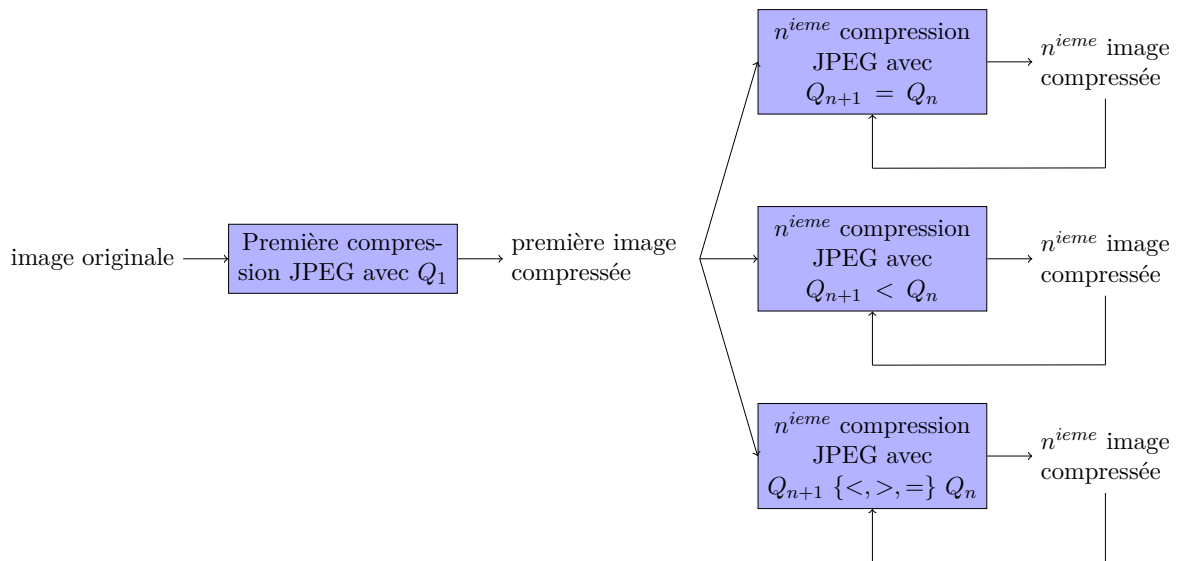 image originale
Première compres-
sion JPEG avec Q_1
première image
compressée
n^{ieme} compression
JPEG avec
Q_{n+1} = Q_n
n^{ieme} image
compressée
n^{ieme} compression
JPEG avec
Q_{n+1} < Q_n
n^{ieme} image
compressée
n^{ieme} compression
JPEG avec
Q_{n+1} {<, >, =} Q_n
n^{ieme} image
compressée